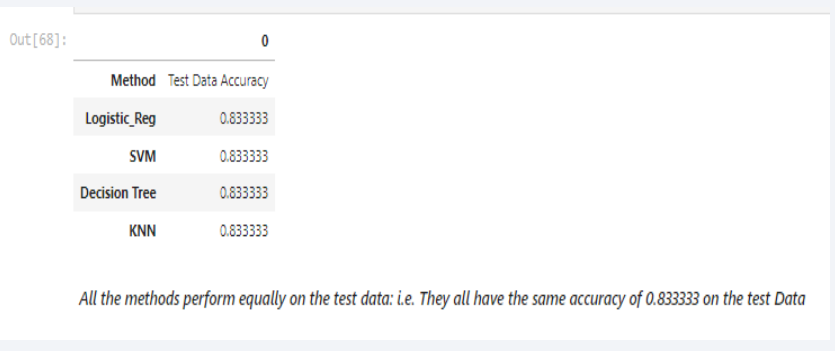 Out[68]:
0
Method Test Data Accuracy
Logistic_Reg 0.833333
SVM 0.833333
Decision Tree 0.833333
KNN 0.833333
All the methods perform equally on the test data: i.e. They all have the same accuracy of 0.833333 on the test Data